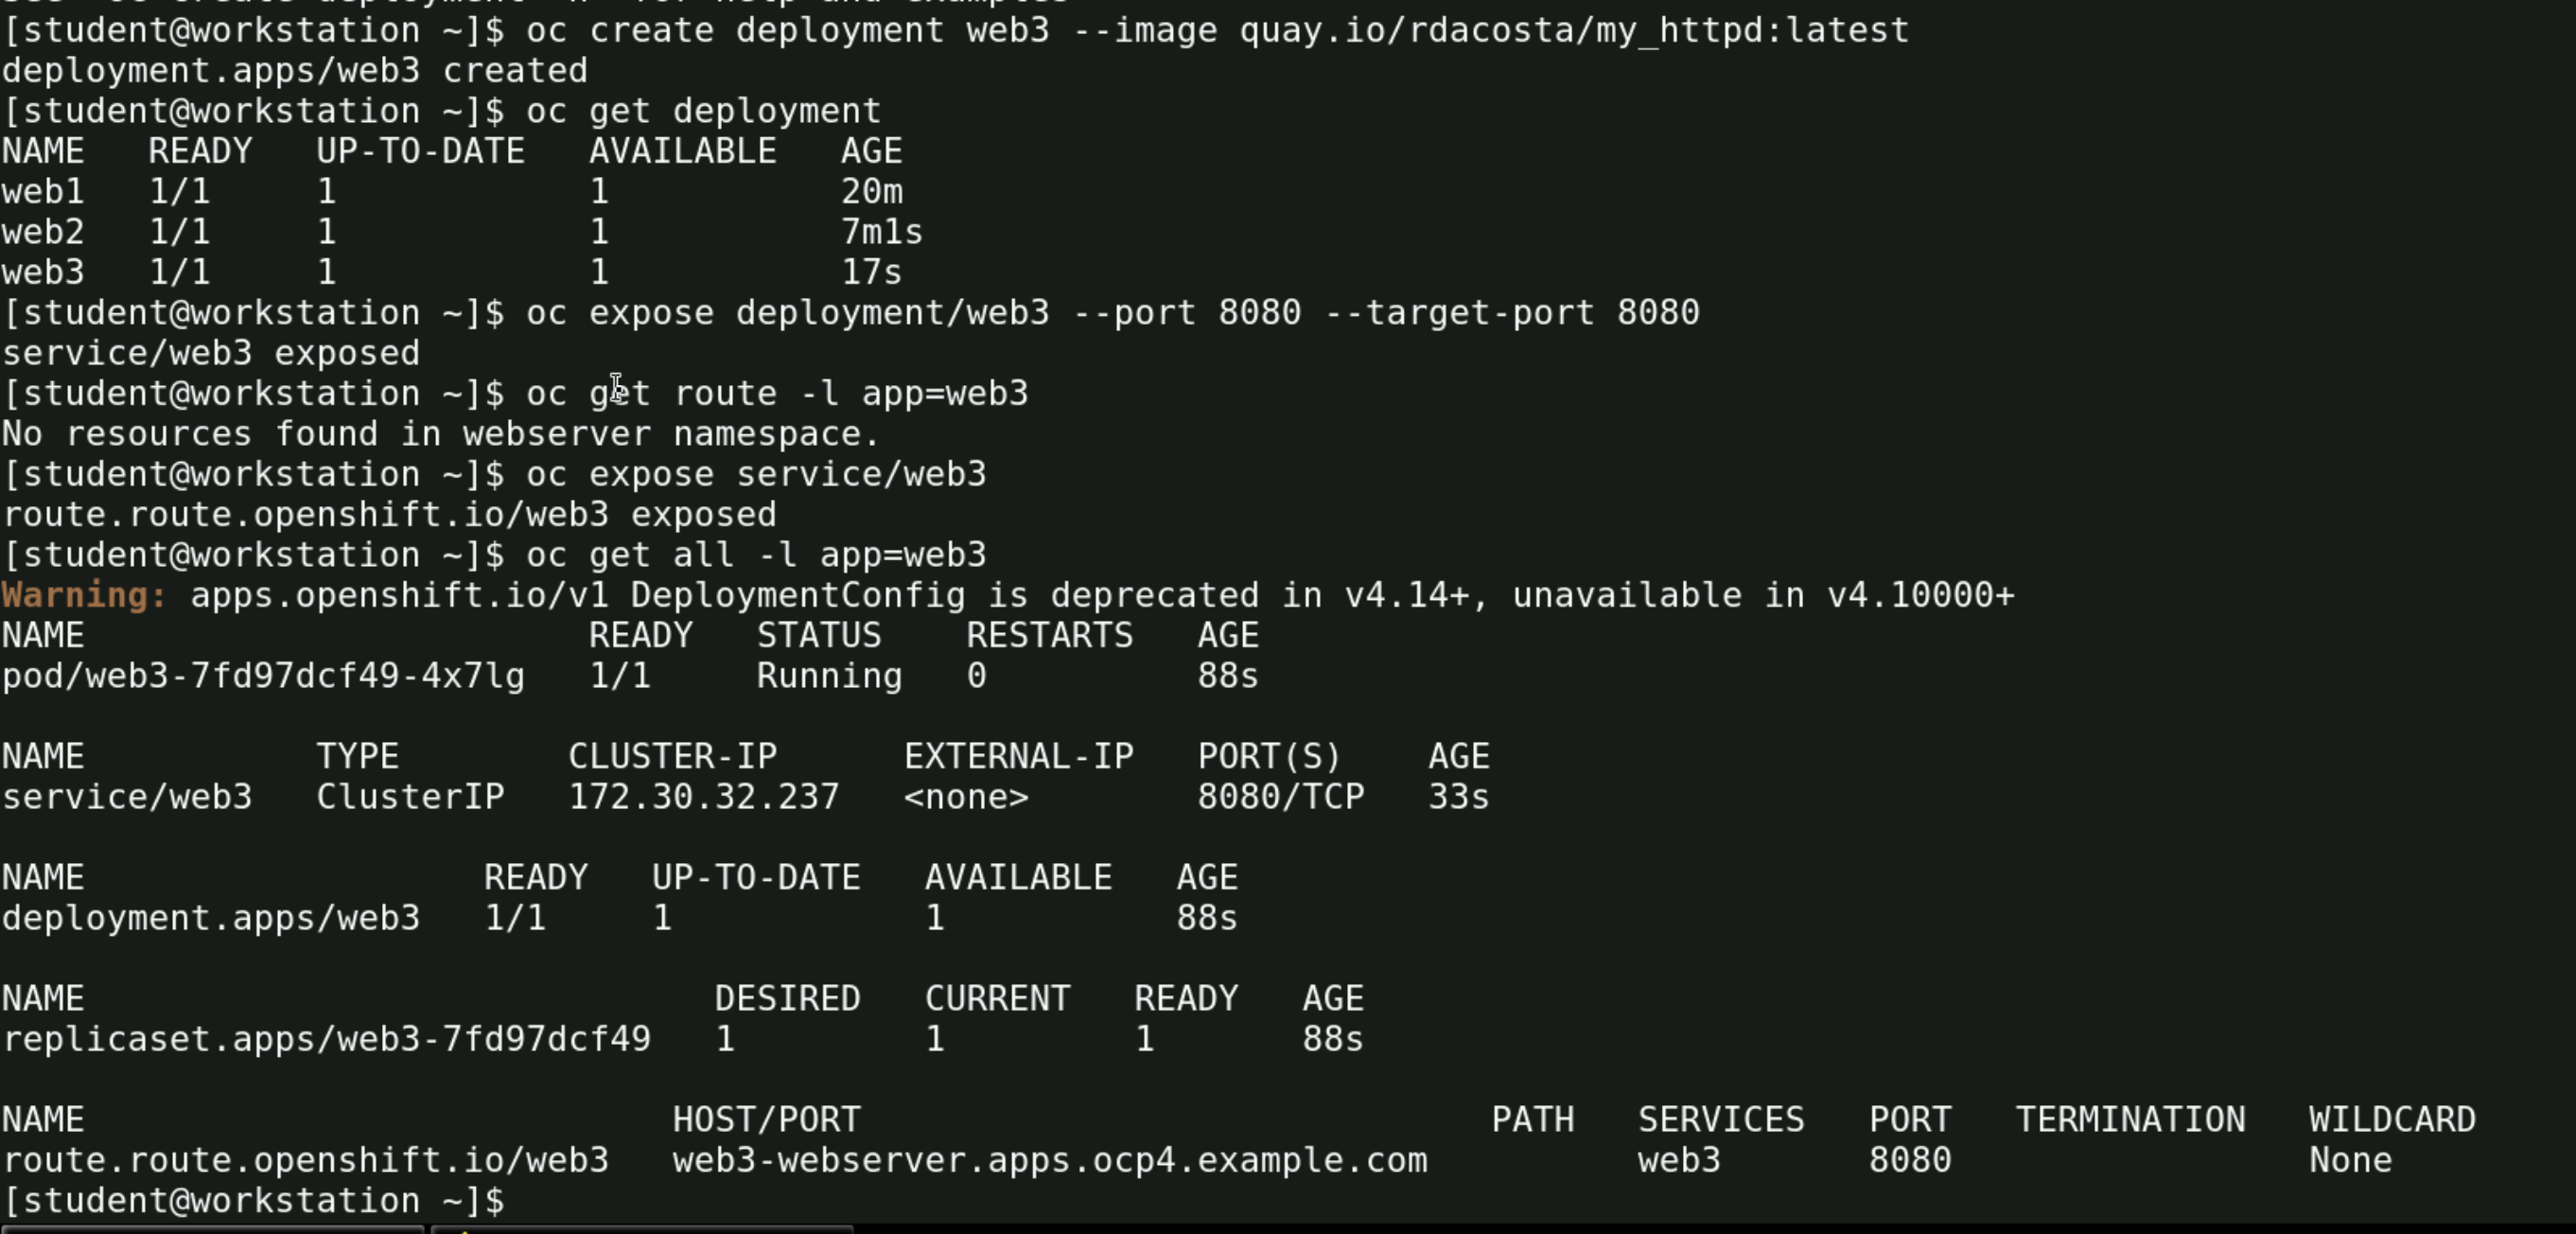 [student@workstation ~]$ oc create deployment web3 --image quay.io/rdacosta/my_httpd:latest
deployment.apps/web3 created
[student@workstation ~]$ oc get deployment
NAME   READY   UP-TO-DATE   AVAILABLE   AGE
web1   1/1     1            1           20m
web2   1/1     1            1           7m1s
web3   1/1     1            1           17s
[student@workstation ~]$ oc expose deployment/web3 --port 8080 --target-port 8080
service/web3 exposed
[student@workstation ~]$ oc get route -l app=web3
No resources found in webserver namespace.
[student@workstation ~]$ oc expose service/web3
route.route.openshift.io/web3 exposed
[student@workstation ~]$ oc get all -l app=web3
Warning: apps.openshift.io/v1 DeploymentConfig is deprecated in v4.14+, unavailable in v4.10000+
NAME                        READY   STATUS    RESTARTS   AGE
pod/web3-7fd97dcf49-4x7lg   1/1     Running   0          88s
NAME           TYPE        CLUSTER-IP      EXTERNAL-IP   PORT(S)    AGE
service/web3   ClusterIP   172.30.32.237   <none>        8080/TCP   33s
NAME                   READY   UP-TO-DATE   AVAILABLE   AGE
deployment.apps/web3   1/1     1            1           88s
NAME                              DESIRED   CURRENT   READY   AGE
replicaset.apps/web3-7fd97dcf49   1         1         1       88s
NAME                            HOST/PORT                              PATH   SERVICES   PORT   TERMINATION   WILDCARD
route.route.openshift.io/web3   web3-webserver.apps.ocp4.example.com          web3       8080                 None
[student@workstation ~]$